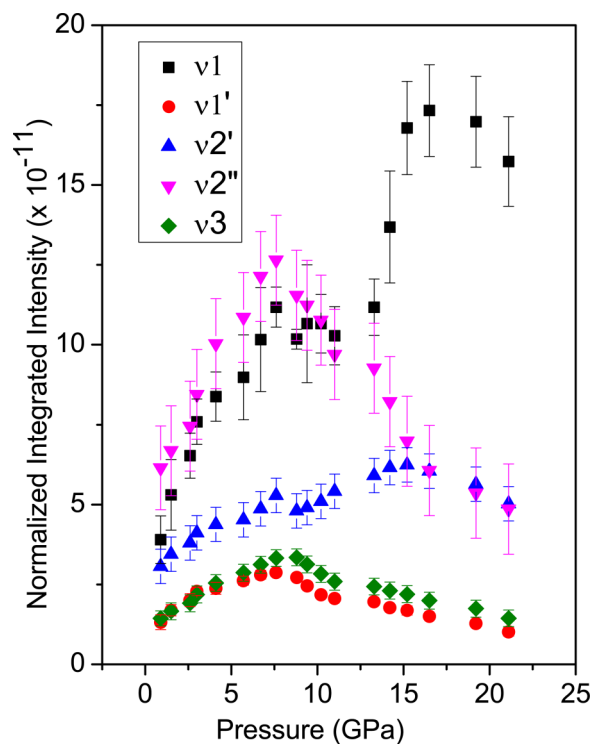 20
15
10
5
0
Normalized Integrated Intensity (x 10⁻¹¹)
ν1
ν1'
ν2'
ν2"
ν3
0 5 10 15 20 25
Pressure (GPa)